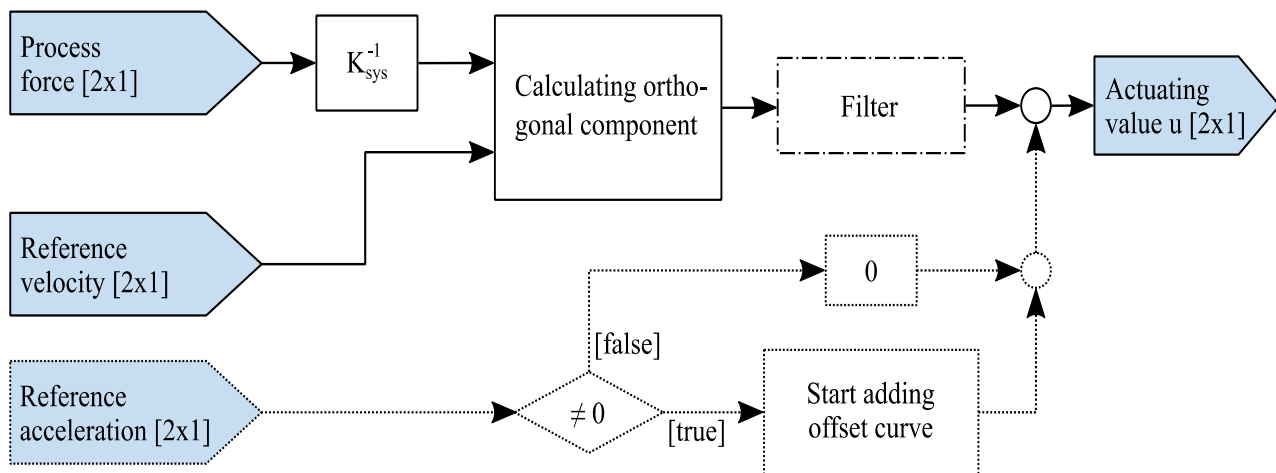 Process
force [2x1]
K_sys^-1
Calculating ortho-
gonal component
Filter
Actuating
value u [2x1]
Reference
velocity [2x1]
0
[false]
Reference
acceleration [2x1]
≠ 0
[true]
Start adding
offset curve